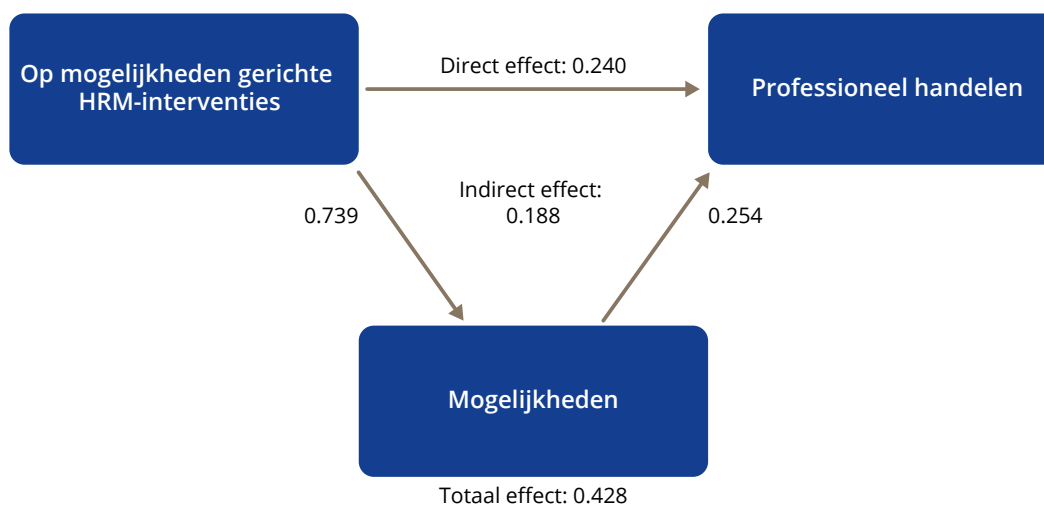 Op mogelijkheden gerichte
HRM-interventies
Direct effect: 0.240
Professioneel handelen
0.739
Indirect effect:
0.188
0.254
Mogelijkheden
Totaal effect: 0.428